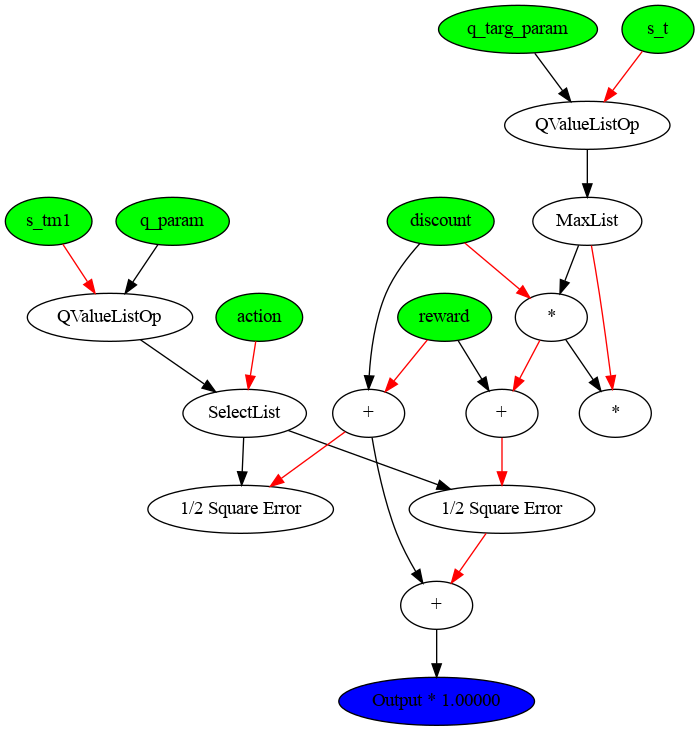 q_targ_param
s_t
QValueListOp
s_tm1
q_param
discount
MaxList
QValueListOp
action
reward
*
SelectList
+
+
*
1/2 Square Error
1/2 Square Error
+
Output * 1.00000